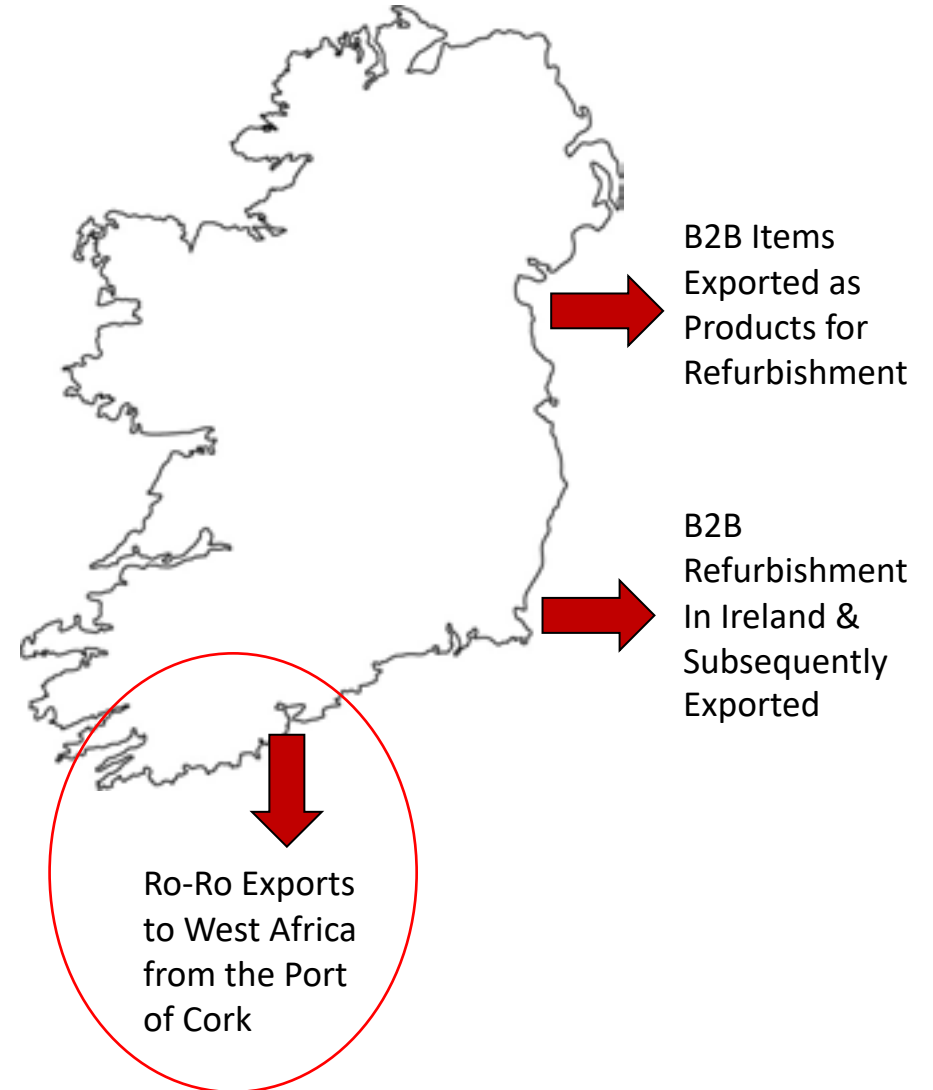 B2B Items
Exported as
Products for
Refurbishment
B2B
Refurbishment
In Ireland &
Subsequently
Exported
Ro-Ro Exports
to West Africa
from the Port
of Cork